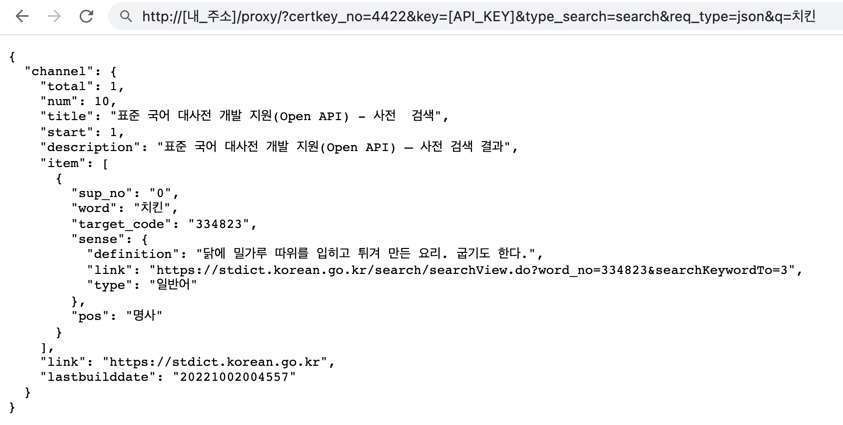 http://[내_주소]/proxy/?certkey_no=4422&key=[API_KEY]&type_search=search&req_type=json&q=치킨
{
"channel": {
"total": 1,
"num": 10,
"title": "표준 국어 대사전 개발 지원(Open API) - 사전  검색",
"start": 1,
"description": "표준 국어 대사전 개발 지원(Open API) – 사전 검색 결과",
"item": [
{
"sup_no": "0",
"word": "치킨",
"target_code": "334823",
"sense": {
"definition": "닭에 밀가루 따위를 입히고 튀겨 만든 요리. 굽기도 한다.",
"link": "https://stdict.korean.go.kr/search/searchView.do?word_no=334823&searchKeywordTo=3",
"type": "일반어"
},
"pos": "명사"
}
],
"link": "https://stdict.korean.go.kr",
"lastbuilddate": "20221002004557"
}
}